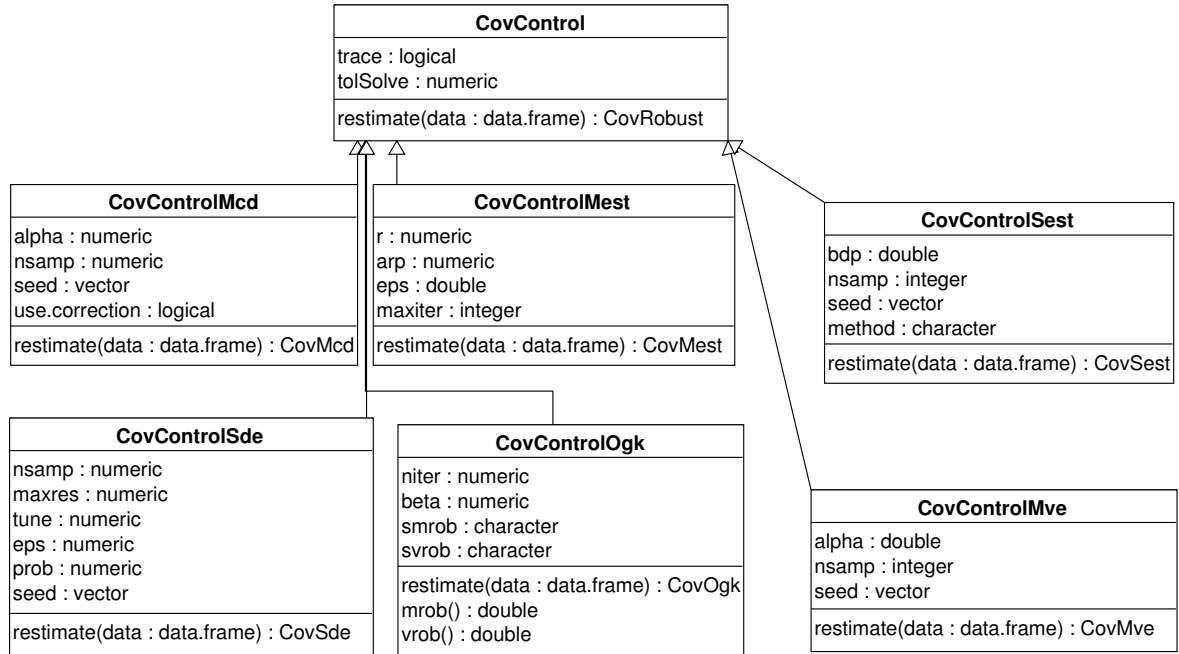 CovControl
trace : logical
tolSolve : numeric
restimate(data : data.frame) : CovRobust
CovControlMcd
alpha : numeric
nsamp : numeric
seed : vector
use.correction : logical
restimate(data : data.frame) : CovMcd
CovControlMest
r : numeric
arp : numeric
eps : double
maxiter : integer
restimate(data : data.frame) : CovMest
CovControlSest
bdp : double
nsamp : integer
seed : vector
method : character
restimate(data : data.frame) : CovSest
CovControlSde
nsamp : numeric
maxres : numeric
tune : numeric
eps : numeric
prob : numeric
seed : vector
restimate(data : data.frame) : CovSde
CovControlOgk
niter : numeric
beta : numeric
smrob : character
svrob : character
restimate(data : data.frame) : CovOgk
mrob() : double
vrob() : double
CovControlMve
alpha : double
nsamp : integer
seed : vector
restimate(data : data.frame) : CovMve